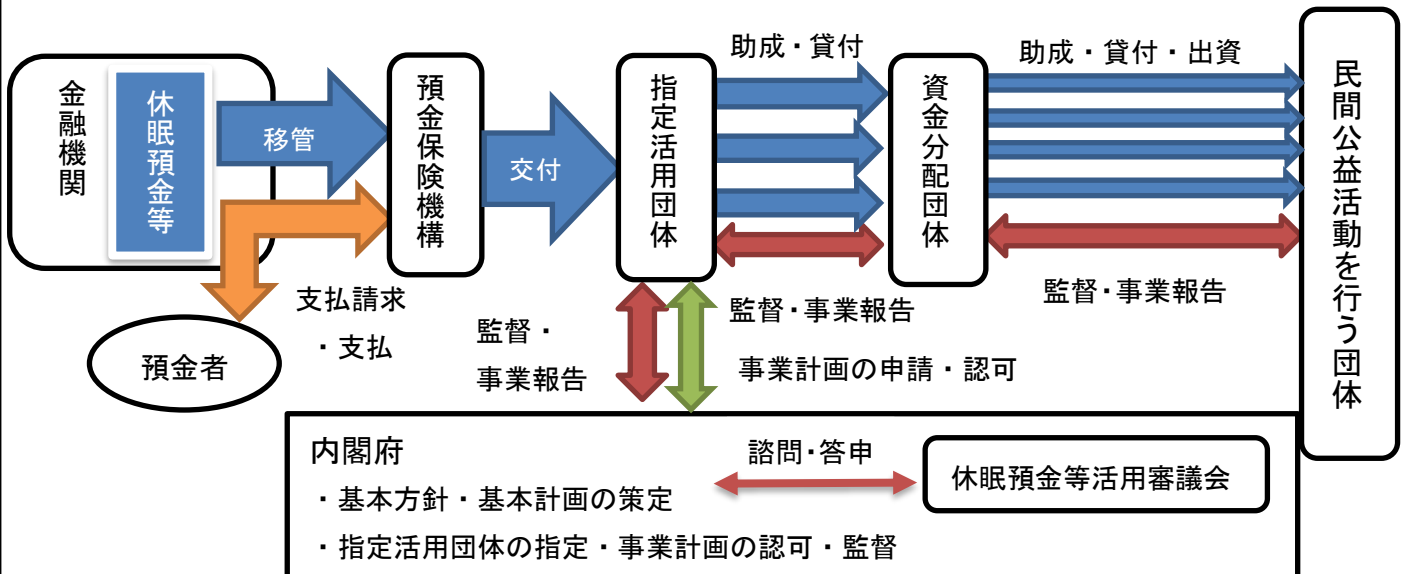 金融機関
休眠預金等
移管
預金保険機構
交付
指定活用団体
助成・貸付
資金分配団体
助成・貸付・出資
民間公益活動を行う団体
支払請求
・支払
預金者
監督・
事業報告
監督・事業報告
事業計画の申請・認可
監督・事業報告
内閣府
・基本方針・基本計画の策定
・指定活用団体の指定・事業計画の認可・監督
諮問・答申
休眠預金等活用審議会